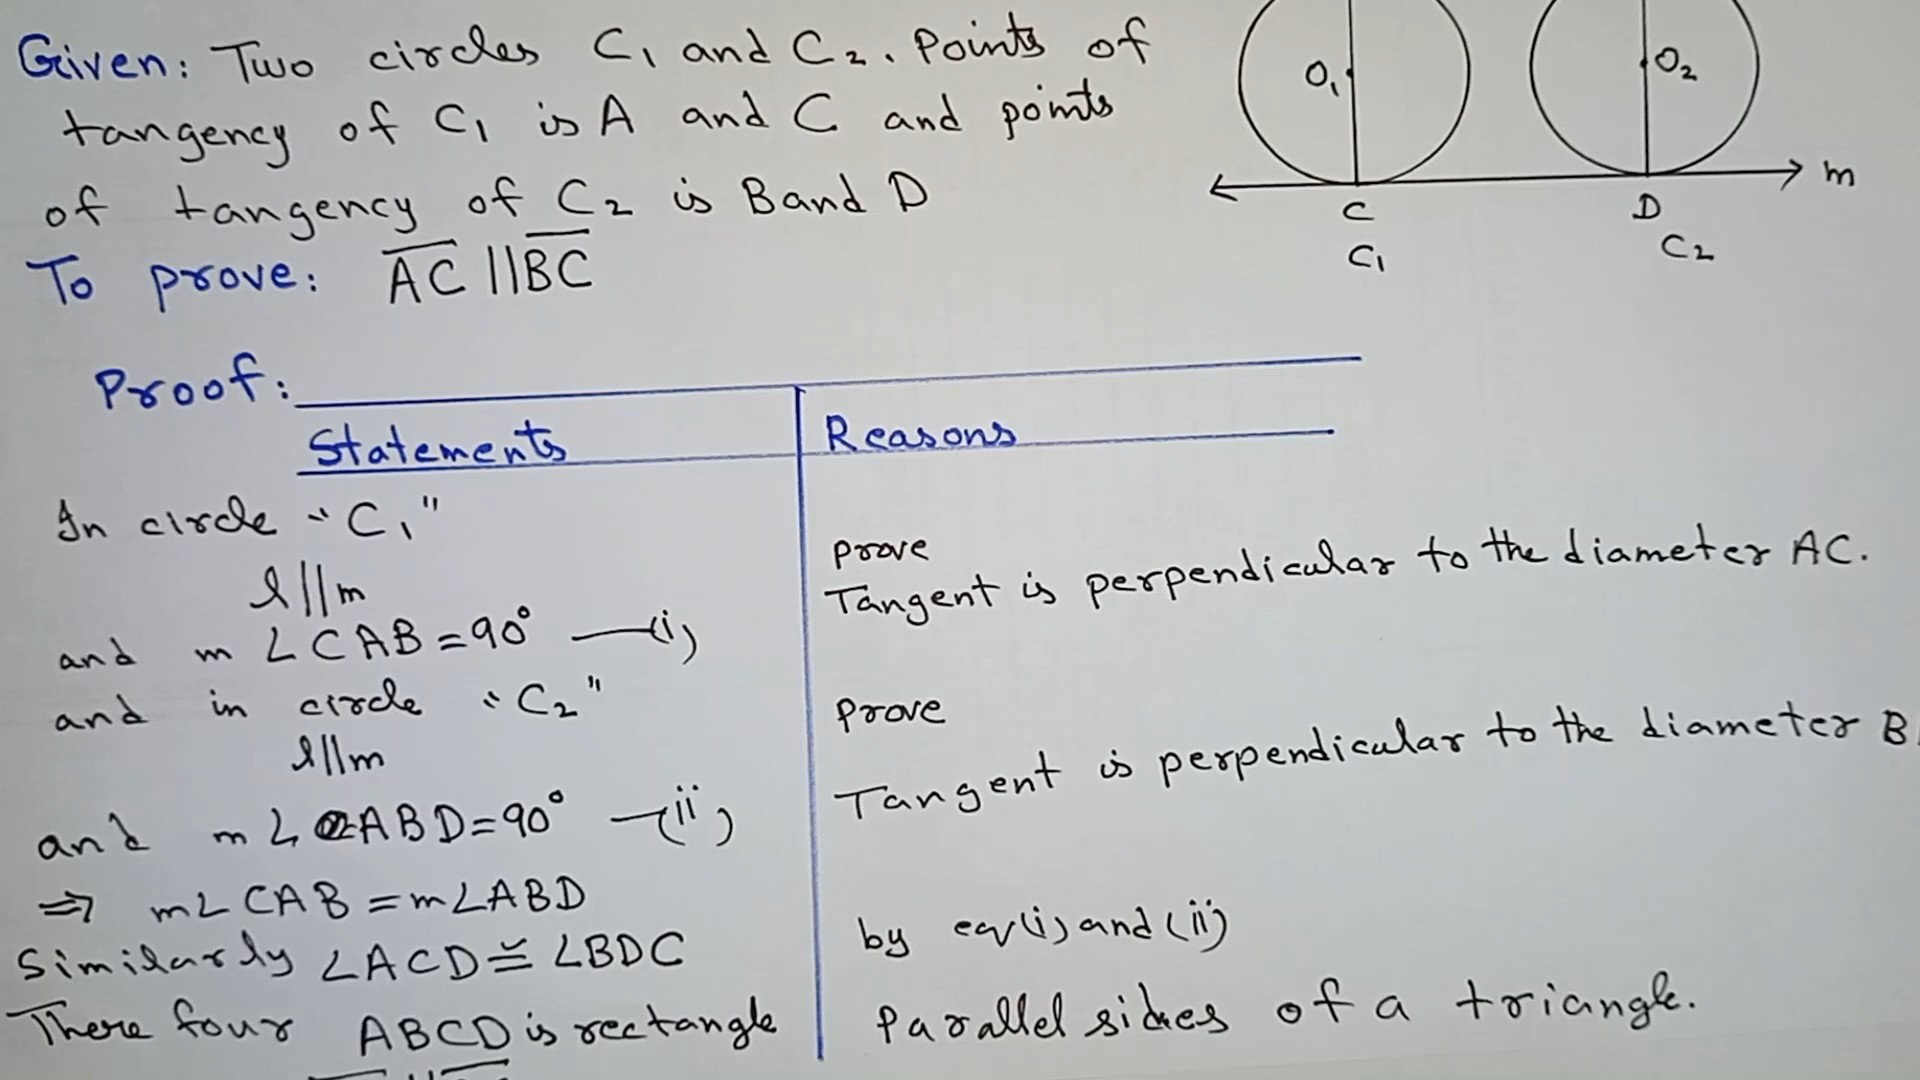 Given: Two circles C₁ and C₂. Points of
tangency of C₁ is A and C and points
of tangency of C₂ is B and D
To prove: A̅C̅ || B̅C̅
O₁
O₂
m
C
D
C₁
C₂
Proof:
Statements
Reasons
In circle "C₁"
l||m
prove
and m∠CAB=90° —(i)
Tangent is perpendicular to the diameter AC.
and in circle "C₂"
l||m
prove
and m∠ABD=90° —(ii)
Tangent is perpendicular to the diameter B
⇒ m∠CAB=m∠ABD
by eq(i) and (ii)
Similarly ∠ACD≅∠BDC
There four ABCD is rectangle
Parallel sides of a triangle.